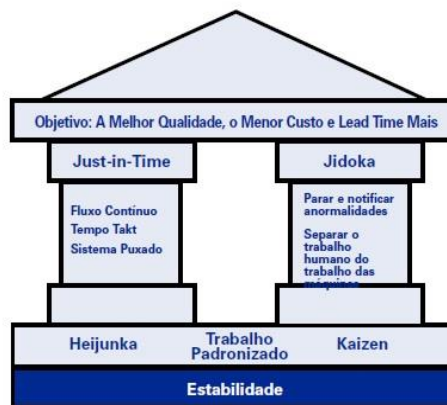 Objetivo: A Melhor Qualidade, o Menor Custo e Lead Time Mais
Just-in-Time
Fluxo Contínuo
Tempo Takt
Sistema Puxado
Jidoka
Parar e notificar
anormalidades
Separar o
trabalho
humano do
trabalho das
máquinas
Heijunka
Trabalho
Padronizado
Kaizen
Estabilidade